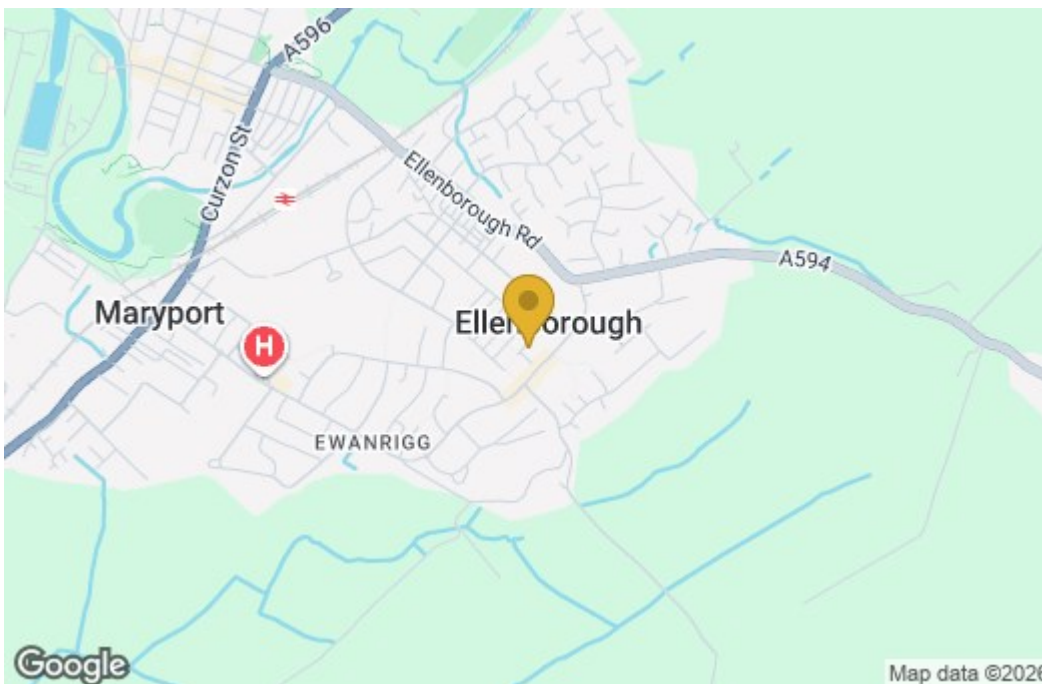 A596
Curzon St
Ellenborough Rd
A594
Maryport
H
Ellenborough
EWANRIGG
Google
Map data ©2026